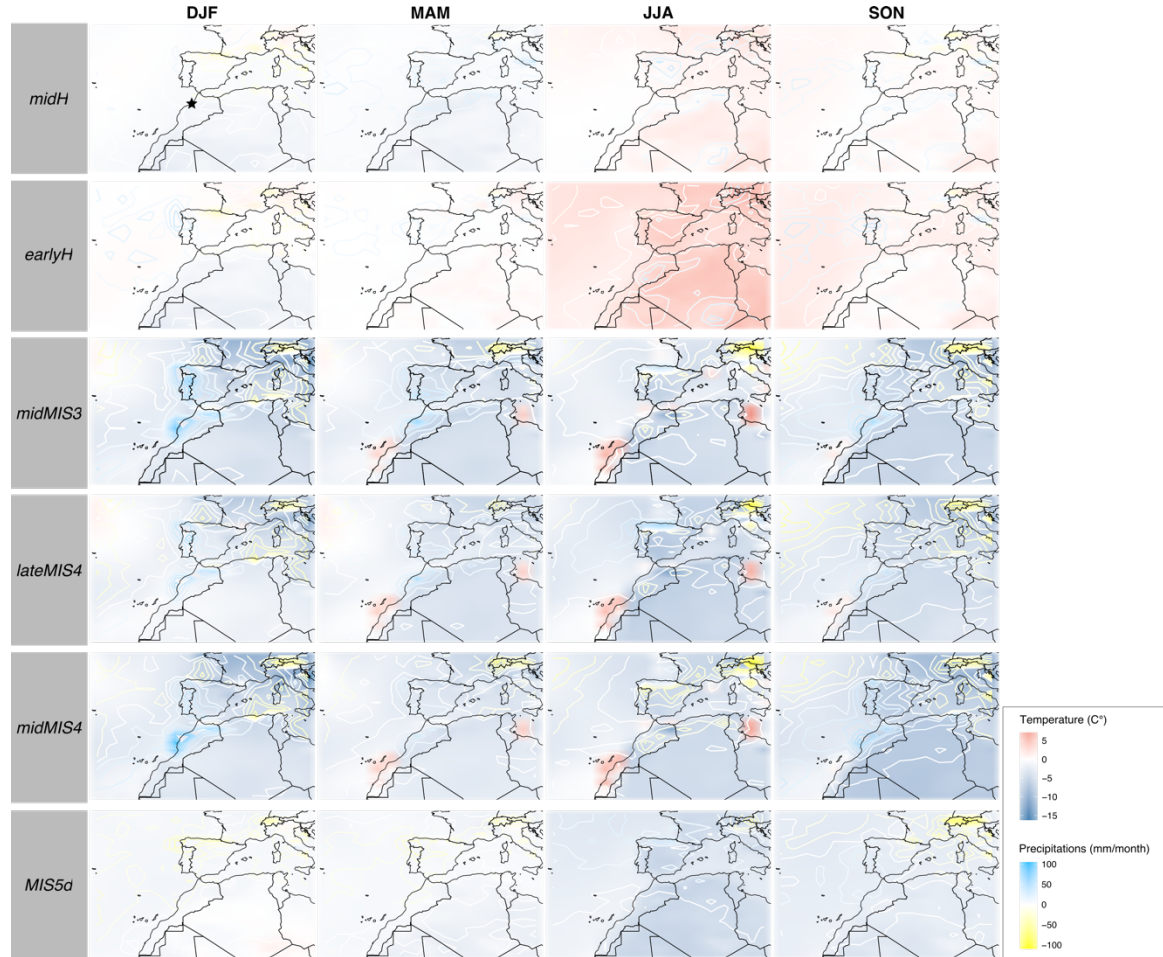 DJF MAM JJA SON
midH
earlyH
midMIS3
lateMIS4
midMIS4
MIS5d
Temperature (C°)
5
0
−5
−10
−15
Precipitations (mm/month)
100
50
0
−50
−100